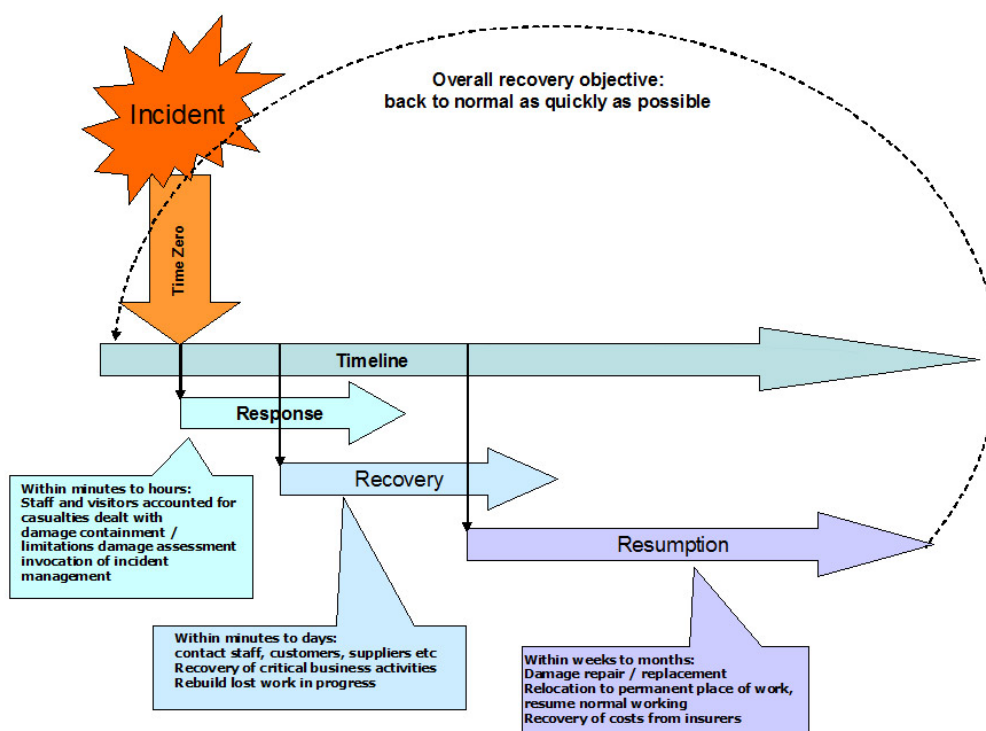 Overall recovery objective:
back to normal as quickly as possible
Incident
Time Zero
Timeline
Response
Recovery
Resumption
Within minutes to hours:
Staff and visitors accounted for
casualties dealt with
damage containment /
limitations damage assessment
invocation of incident
management
Within minutes to days:
contact staff, customers, suppliers etc
Recovery of critical business activities
Rebuild lost work in progress
Within weeks to months:
Damage repair / replacement
Relocation to permanent place of work,
resume normal working
Recovery of costs from insurers